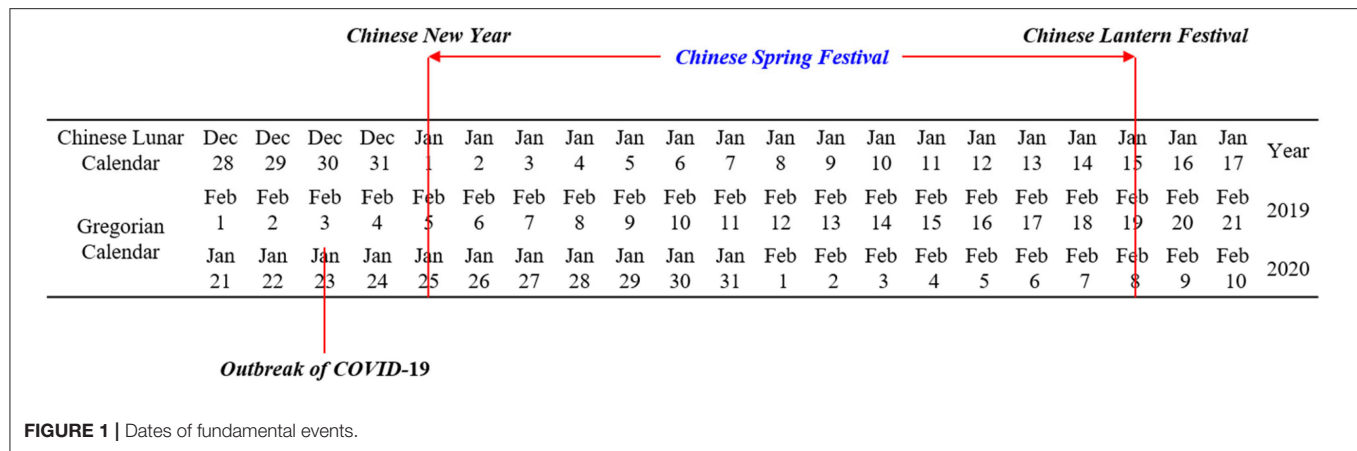 Chinese New Year Chinese Lantern Festival
Chinese Spring Festival
Chinese Lunar Dec Dec Dec Dec Jan Jan Jan Jan Jan Jan Jan Jan Jan Jan Jan Jan Jan Jan Jan Jan Jan Year
Calendar 28 29 30 31 1 2 3 4 5 6 7 8 9 10 11 12 13 14 15 16 17
Feb Feb Feb Feb Feb Feb Feb Feb Feb Feb Feb Feb Feb Feb Feb Feb Feb Feb Feb Feb Feb 2019
Gregorian 1 2 3 4 5 6 7 8 9 10 11 12 13 14 15 16 17 18 19 20 21
Calendar Jan Jan Jan Jan Jan Jan Jan Jan Jan Jan Jan Feb Feb Feb Feb Feb Feb Feb Feb Feb Feb 2020
21 22 23 24 25 26 27 28 29 30 31 1 2 3 4 5 6 7 8 9 10
Outbreak of COVID-19
FIGURE 1 | Dates of fundamental events.